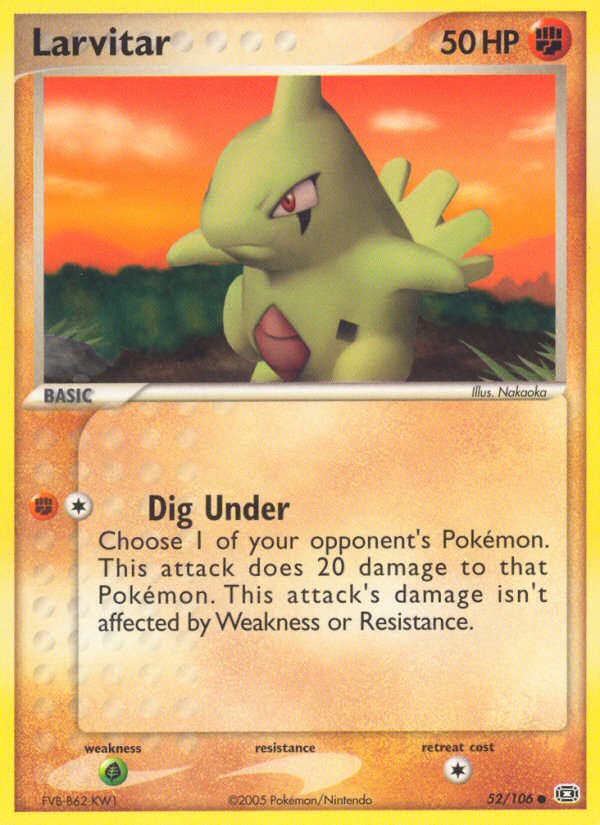 Larvitar 50 HP
BASIC
Illus. Nakaoka
Dig Under
Choose 1 of your opponent's Pokémon.
This attack does 20 damage to that
Pokémon. This attack's damage isn't
affected by Weakness or Resistance.
weakness resistance retreat cost
FVB-B62-KW1 ©2005 Pokémon/Nintendo 52/106